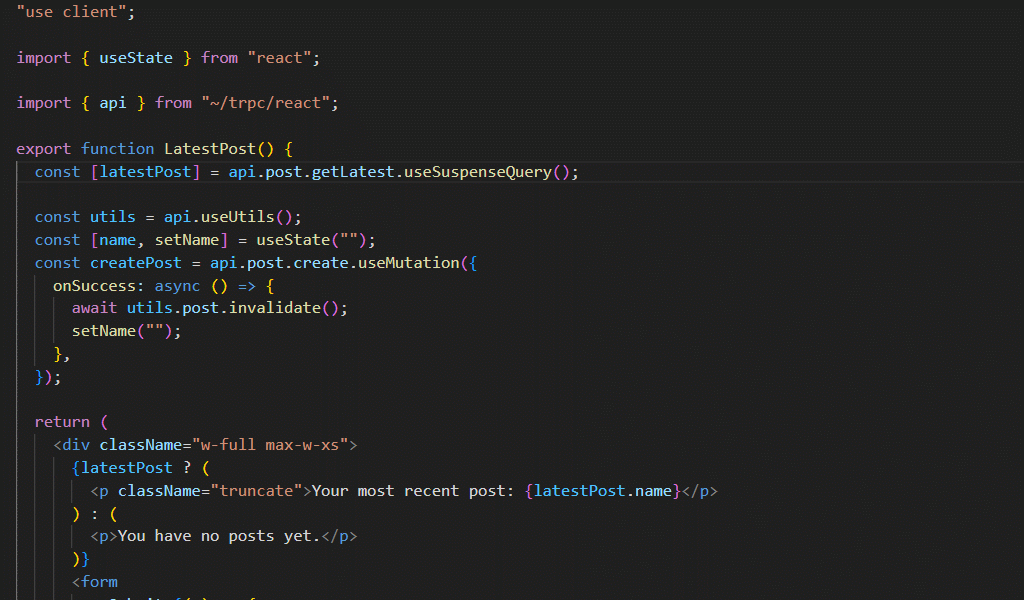 "use client";
import { useState } from "react";
import { api } from "~/trpc/react";
export function LatestPost() {
const [latestPost] = api.post.getLatest.useSuspenseQuery();
const utils = api.useUtils();
const [name, setName] = useState("");
const createPost = api.post.create.useMutation({
onSuccess: async () => {
await utils.post.invalidate();
setName("");
},
});
return (
<div className="w-full max-w-xs">
{latestPost ? (
<p className="truncate">Your most recent post: {latestPost.name}</p>
) : (
<p>You have no posts yet.</p>
)}
<form